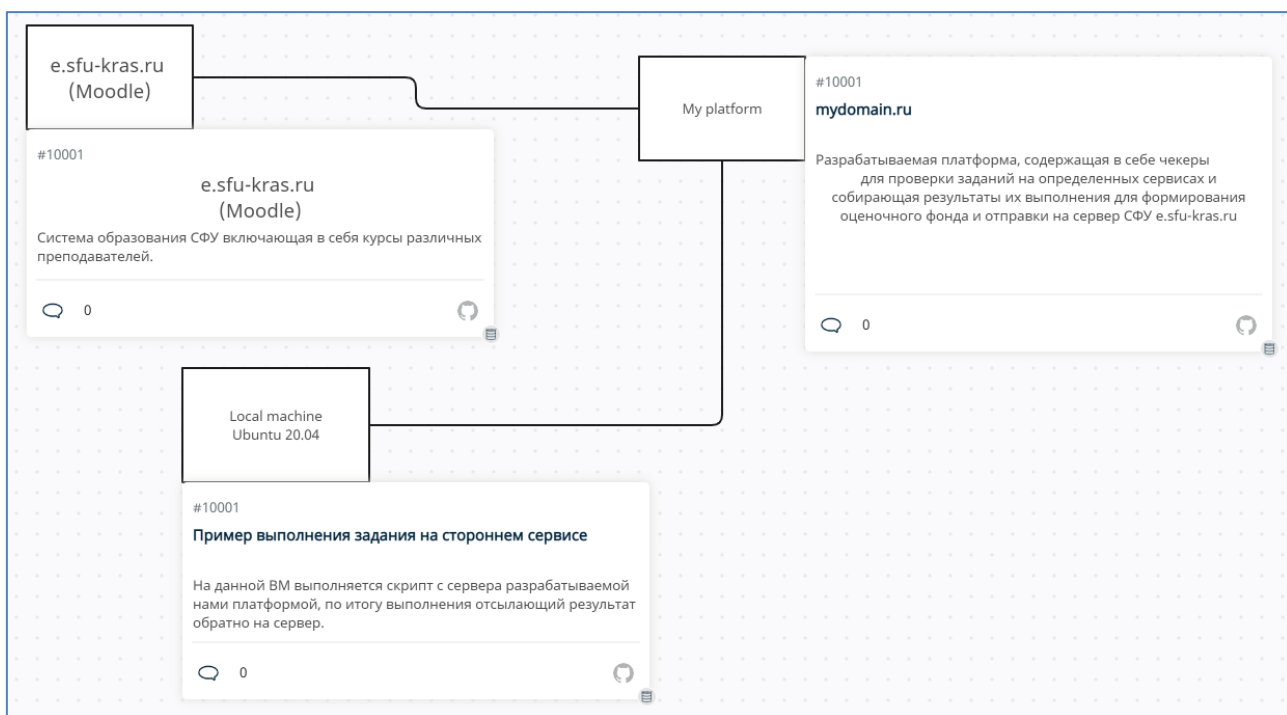 e.sfu-kras.ru
(Moodle)
#10001
e.sfu-kras.ru
(Moodle)
Система образования СФУ включающая в себя курсы различных
преподавателей.
0
My platform
#10001
mydomain.ru
Разрабатываемая платформа, содержащая в себе чекеры
для проверки заданий на определенных сервисах и
собирающая результаты их выполнения для формирования
оценочного фонда и отправки на сервер СФУ e.sfu-kras.ru
0
Local machine
Ubuntu 20.04
#10001
Пример выполнения задания на стороннем сервисе
На данной ВМ выполняется скрипт с сервера разрабатываемой
нами платформой, по итогу выполнения отсылающий результат
обратно на сервер.
0